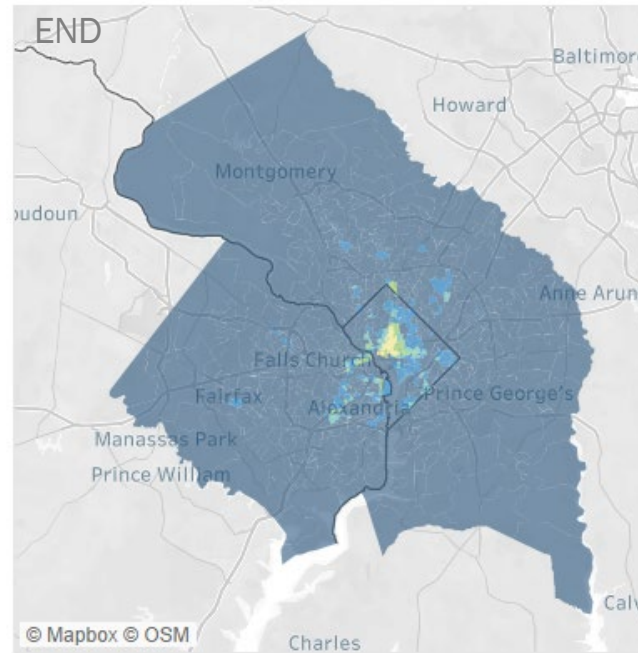 END
Baltimore
Howard
Montgomery
oudoun
Anne Arun
Falls Church
Fairfax
Alexandria
Prince George's
Manassas Park
Prince William
© Mapbox © OSM
Charles
Calv